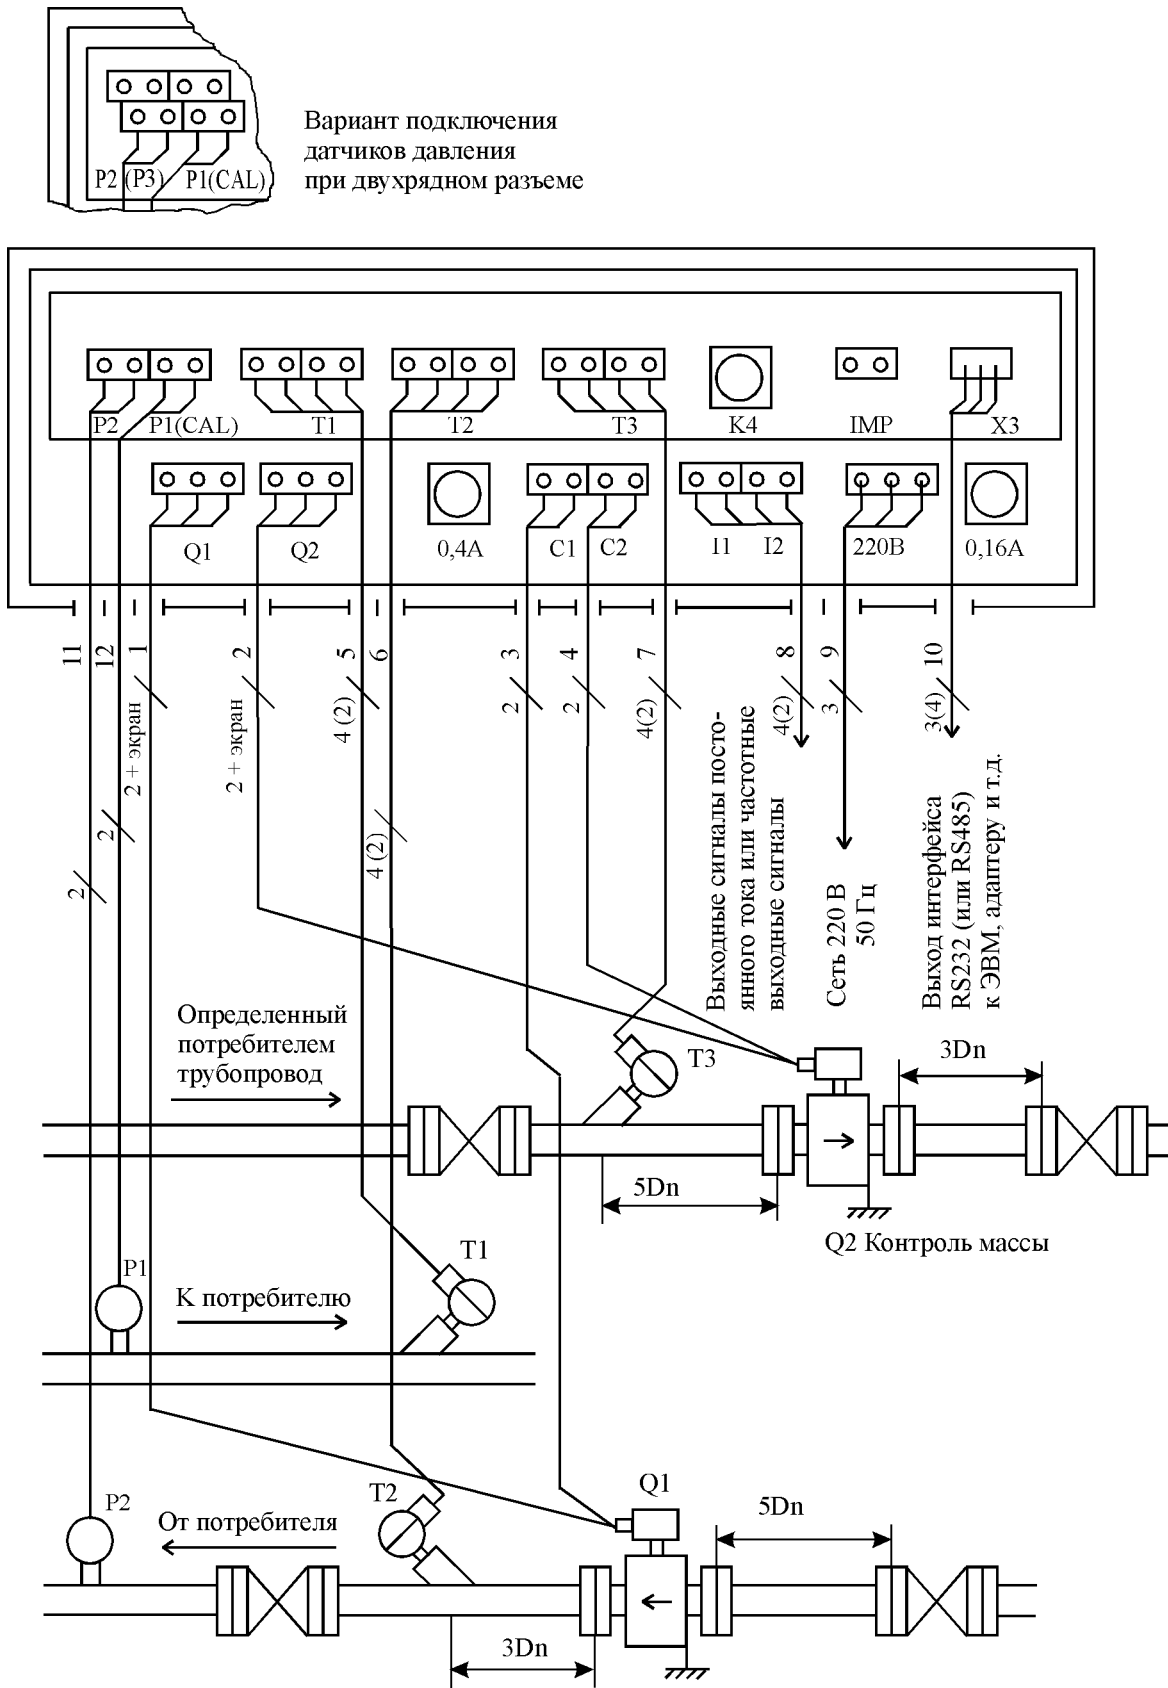 Вариант подключения
датчиков давления
при двухрядном разъеме
P2 (P3) P1(CAL)
P2 P1(CAL) T1 T2 T3 K4 IMP X3
Q1 Q2 0,4А C1 C2 I1 I2 220В 0,16А
11 12 1 2 5 6 3 4 7 8 9 10
2
2
2 + экран
2 + экран
4 (2)
4 (2)
2
2
4(2)
4(2)
3
3(4)
Выходные сигналы посто-
янного тока или частотные
выходные сигналы
Сеть 220 В
50 Гц
Выход интерфейса
RS232 (или RS485)
к ЭВМ, адаптеру и т.д.
Определенный
потребителем
трубопровод
T3
3Dn
5Dn
Q2 Контроль массы
P1
T1
К потребителю
P2
От потребителя
T2
Q1
5Dn
3Dn